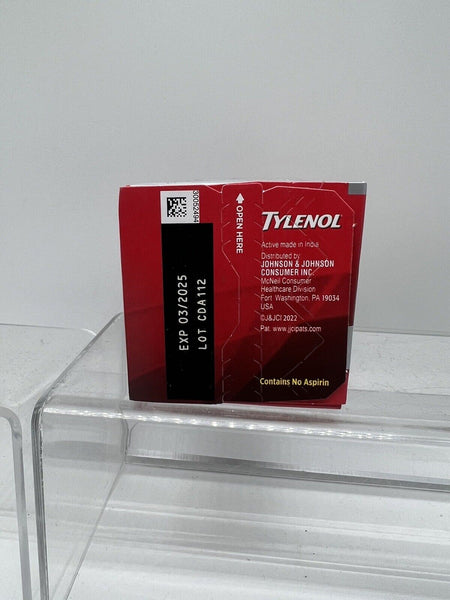 EXP 03/2025
LOT CDA112
OPEN HERE
TYLENOL
Active made in India
Distributed by
JOHNSON & JOHNSON
CONSUMER INC.
McNeil Consumer
Healthcare Division
Fort Washington, PA 19034
USA
©J&JCI 2022
Pat. www.jjcipats.com
Contains No Aspirin